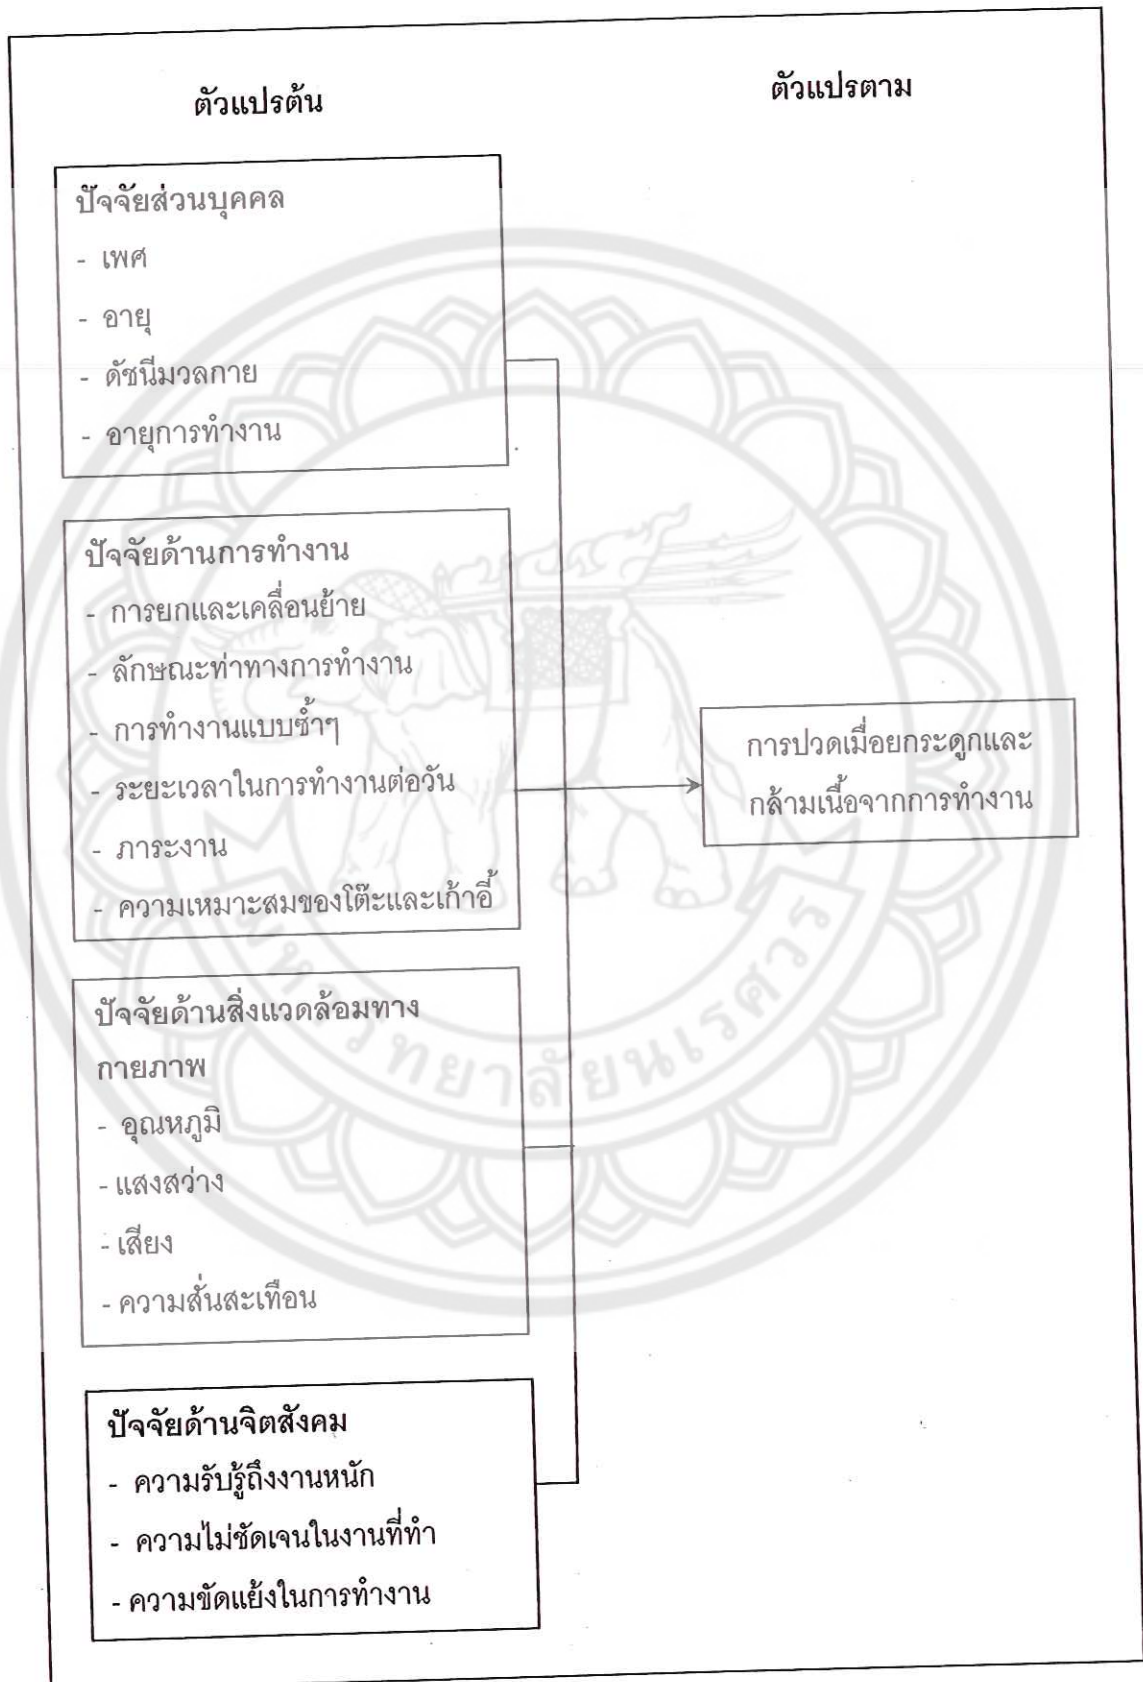 ตัวแปรต้น
ตัวแปรตาม
ปัจจัยส่วนบุคคล
- เพศ
- อายุ
- ดัชนีมวลกาย
- อายุการทำงาน
ปัจจัยด้านการทำงาน
- การยกและเคลื่อนย้าย
- ลักษณะท่าทางการทำงาน
- การทำงานแบบซ้ำๆ
- ระยะเวลาในการทำงานต่อวัน
- ภาระงาน
- ความเหมาะสมของโต๊ะและเก้าอี้
การปวดเมื่อยกระดูกและ
กล้ามเนื้อจากการทำงาน
ปัจจัยด้านสิ่งแวดล้อมทาง
กายภาพ
- อุณหภูมิ
- แสงสว่าง
- เสียง
- ความสั่นสะเทือน
ปัจจัยด้านจิตสังคม
- ความรับรู้ถึงงานหนัก
- ความไม่ชัดเจนในงานที่ทำ
- ความขัดแย้งในการทำงาน
มหาวิทยาลัยนเรศวร